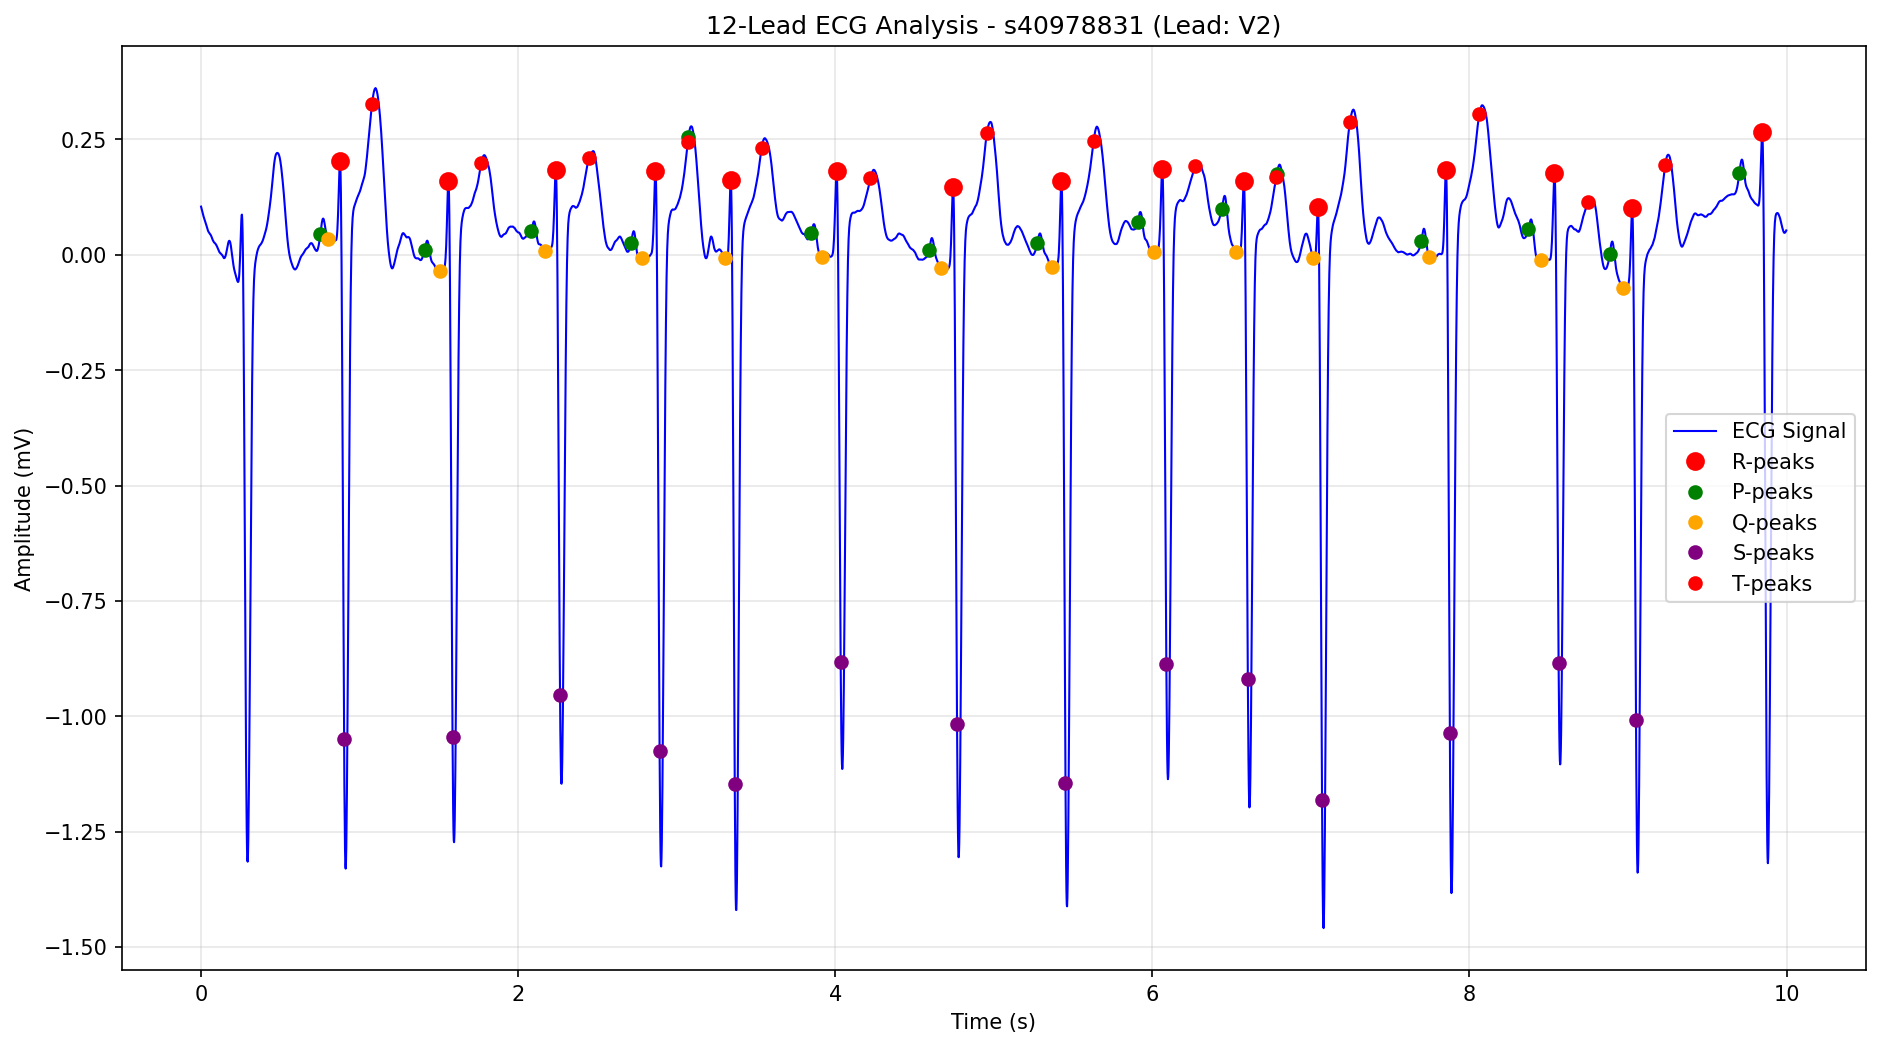 12-Lead ECG Analysis - s40978831 (Lead: V2)
Amplitude (mV)
0.25
0.00
−0.25
−0.50
−0.75
−1.00
−1.25
−1.50
ECG Signal
R-peaks
P-peaks
Q-peaks
S-peaks
T-peaks
0 2 4 6 8 10
Time (s)